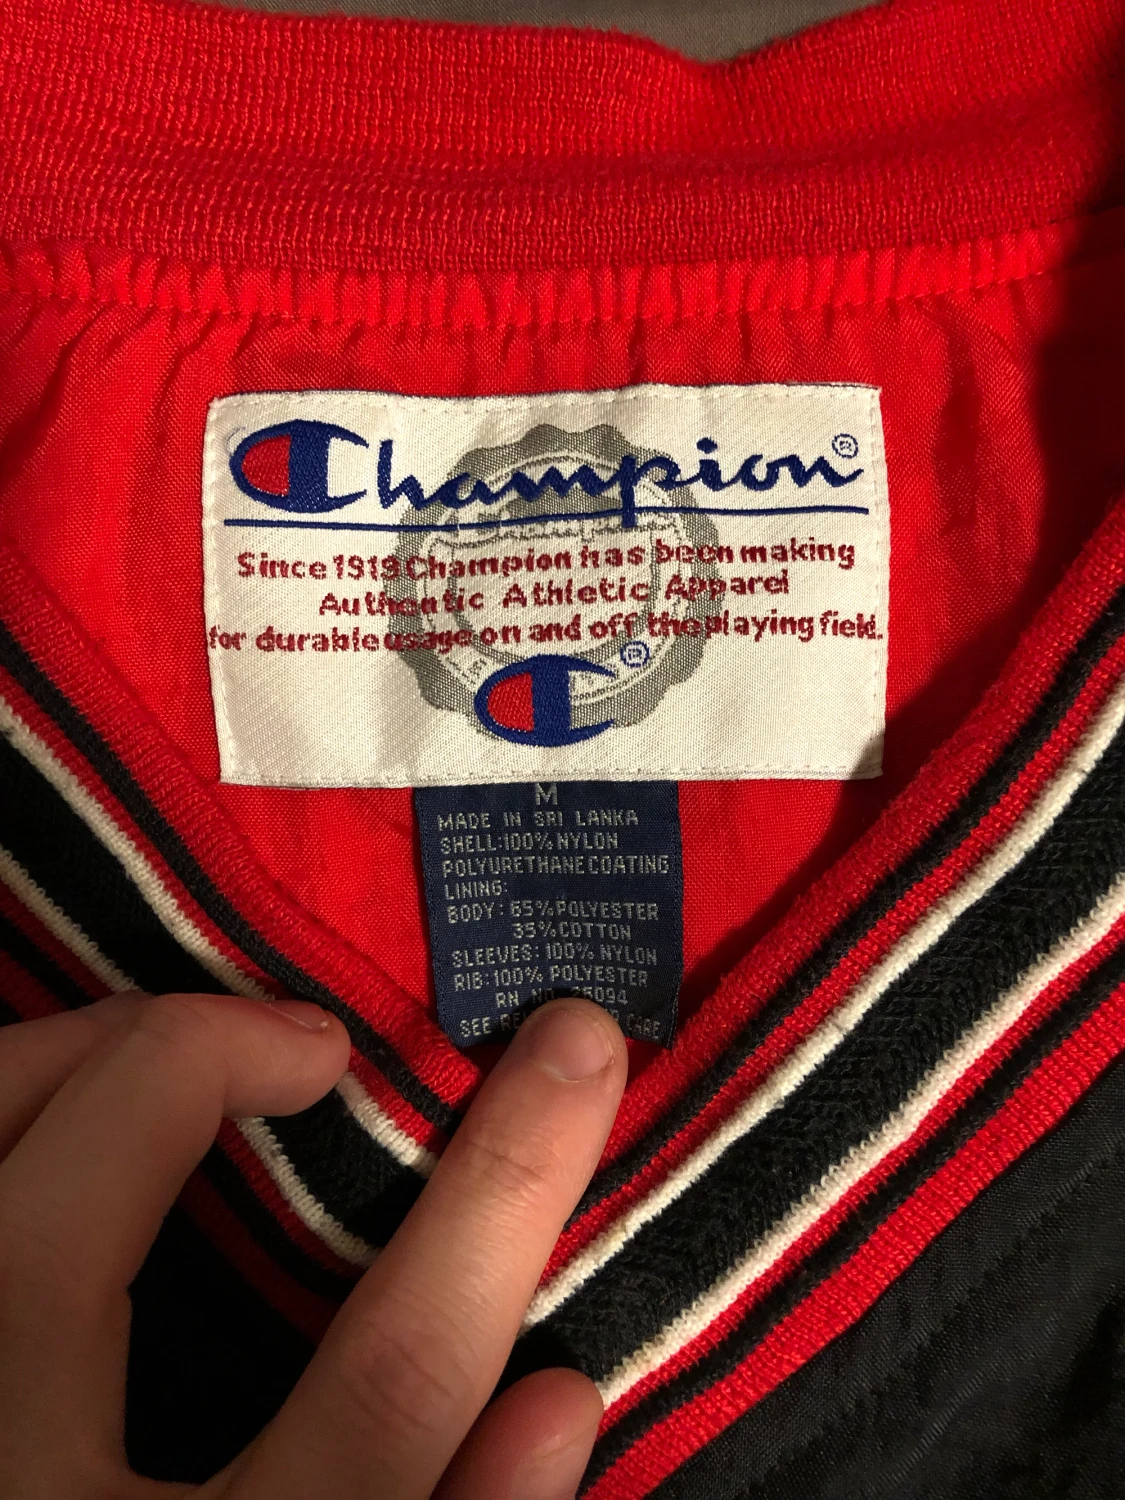 Champion®
Since 1919 Champion has been making
Authentic Athletic Apparel
for durable usage on and off the playing field.
®
M
MADE IN SRI LANKA
SHELL:100% NYLON
POLYURETHANE COATING
LINING:
BODY: 65% POLYESTER
35% COTTON
SLEEVES: 100% NYLON
RIB: 100% POLYESTER
RN NO 5094
SEE CARE